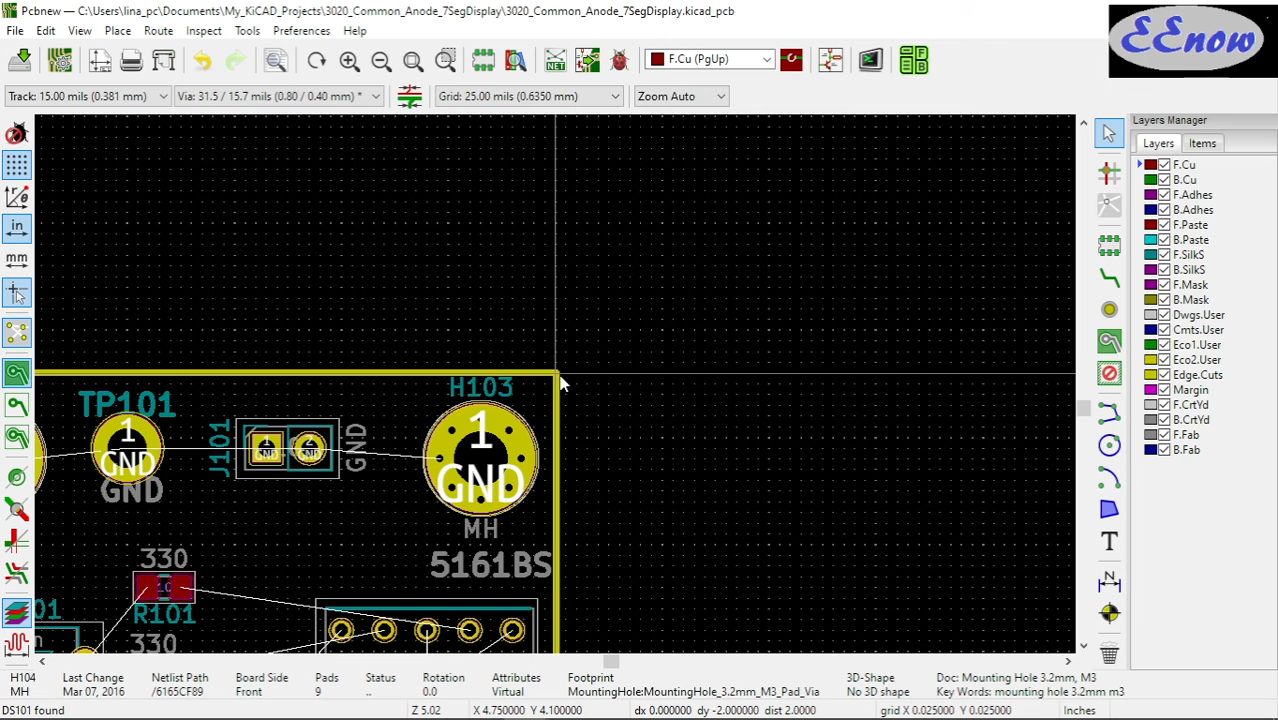 Pcbnew — C:\Users\lina_pc\Documents\My_KiCAD_Projects\3020_Common_Anode_7SegDisplay\3020_Common_Anode_7SegDisplay.kicad_pcb
File Edit View Place Route Inspect Tools Preferences Help
EEnow
NET
F.Cu (PgUp)
Track: 15.00 mils (0.381 mm)
Via: 31.5 / 15.7 mils (0.80 / 0.40 mm) *
Grid: 25.00 mils (0.6350 mm)
Zoom Auto
Layers Manager
Layers Items
F.Cu
B.Cu
F.Adhes
B.Adhes
F.Paste
B.Paste
F.SilkS
B.SilkS
F.Mask
B.Mask
Dwgs.User
Cmts.User
Eco1.User
Eco2.User
Edge.Cuts
Margin
F.CrtYd
B.CrtYd
F.Fab
B.Fab
in
mm
TP101
1
GND
GND
J101
1
GND
2
GND
GND
H103
1
GND
MH
5161BS
330
R101
330
01
H104
MH
Last Change
Mar 07, 2016
Netlist Path
/6165CF89
Board Side
Front
Pads
9
Status
..
Rotation
0.0
Attributes
Virtual
Footprint
MountingHole:MountingHole_3.2mm_M3_Pad_Via
3D-Shape
No 3D shape
Doc: Mounting Hole 3.2mm, M3
Key Words: mounting hole 3.2mm m3
DS101 found
Z 5.02
X 4.750000 Y 4.100000
dx 0.000000 dy -2.000000 dist 2.0000
grid X 0.025000 Y 0.025000
Inches